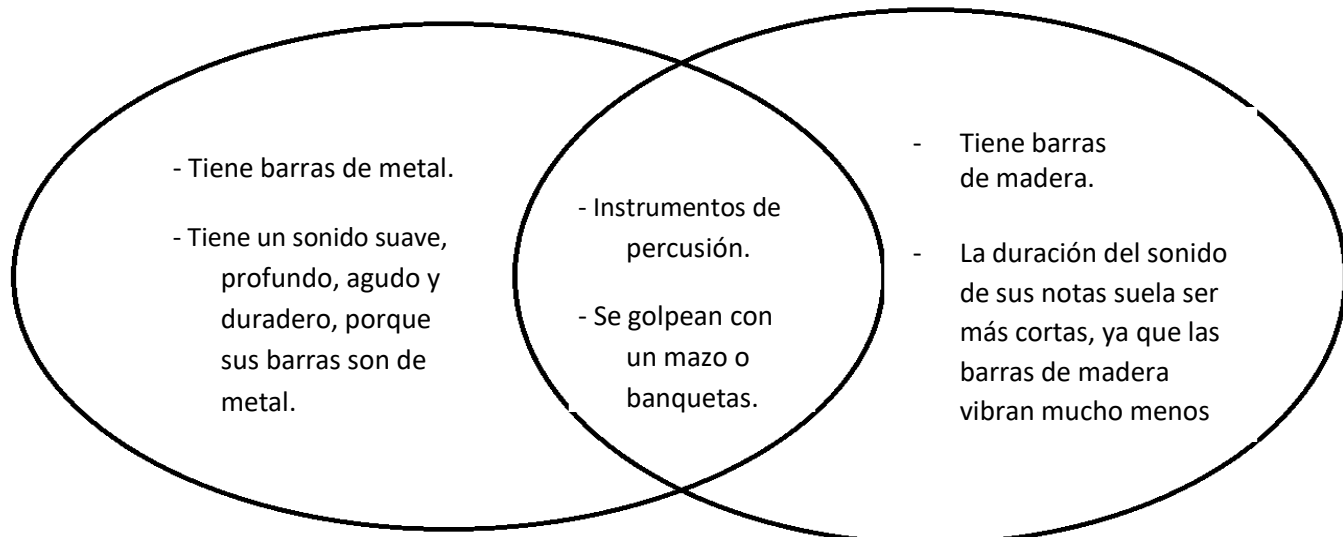 - Tiene barras de metal.
- Tiene un sonido suave,
profundo, agudo y
duradero, porque
sus barras son de
metal.
- Instrumentos de
percusión.
- Se golpean con
un mazo o
banquetas.
- Tiene barras
de madera.
- La duración del sonido
de sus notas suela ser
más cortas, ya que las
barras de madera
vibran mucho menos